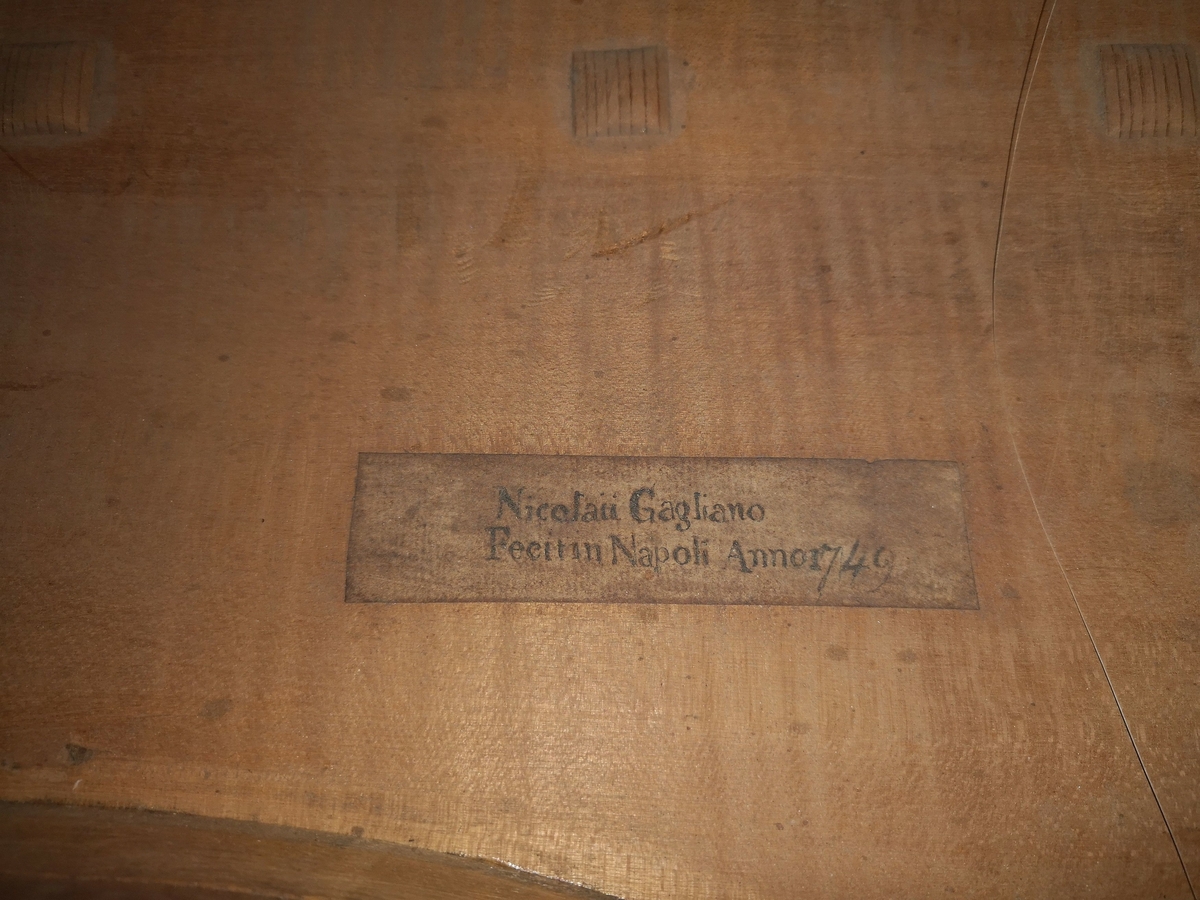 Nicolaii Gagliano
Fecit in Napoli Anno 1749